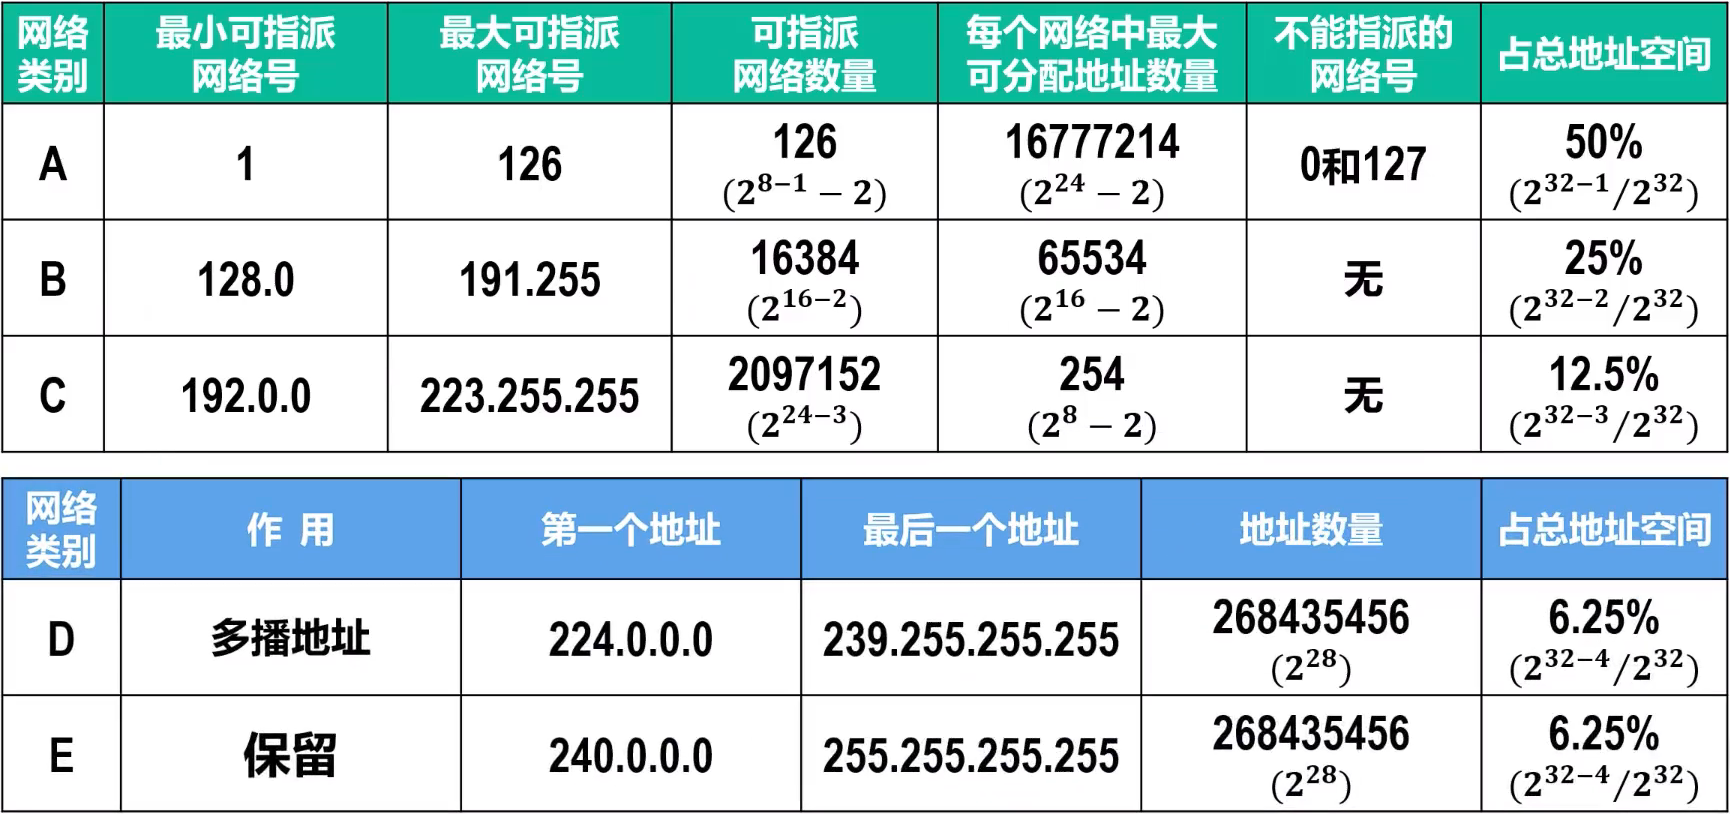 网络类别 最小可指派网络号 最大可指派网络号 可指派网络数量 每个网络中最大可分配地址数量 不能指派的网络号 占总地址空间
A 1 126 126 (2^{8−1} − 2) 16777214 (2^{24} − 2) 0和127 50% (2^{32−1}/2^{32})
B 128.0 191.255 16384 (2^{16−2}) 65534 (2^{16} − 2) 无 25% (2^{32−2}/2^{32})
C 192.0.0 223.255.255 2097152 (2^{24−3}) 254 (2^{8} − 2) 无 12.5% (2^{32−3}/2^{32})
网络类别 作 用 第一个地址 最后一个地址 地址数量 占总地址空间
D 多播地址 224.0.0.0 239.255.255.255 268435456 (2^{28}) 6.25% (2^{32−4}/2^{32})
E 保留 240.0.0.0 255.255.255.255 268435456 (2^{28}) 6.25% (2^{32−4}/2^{32})